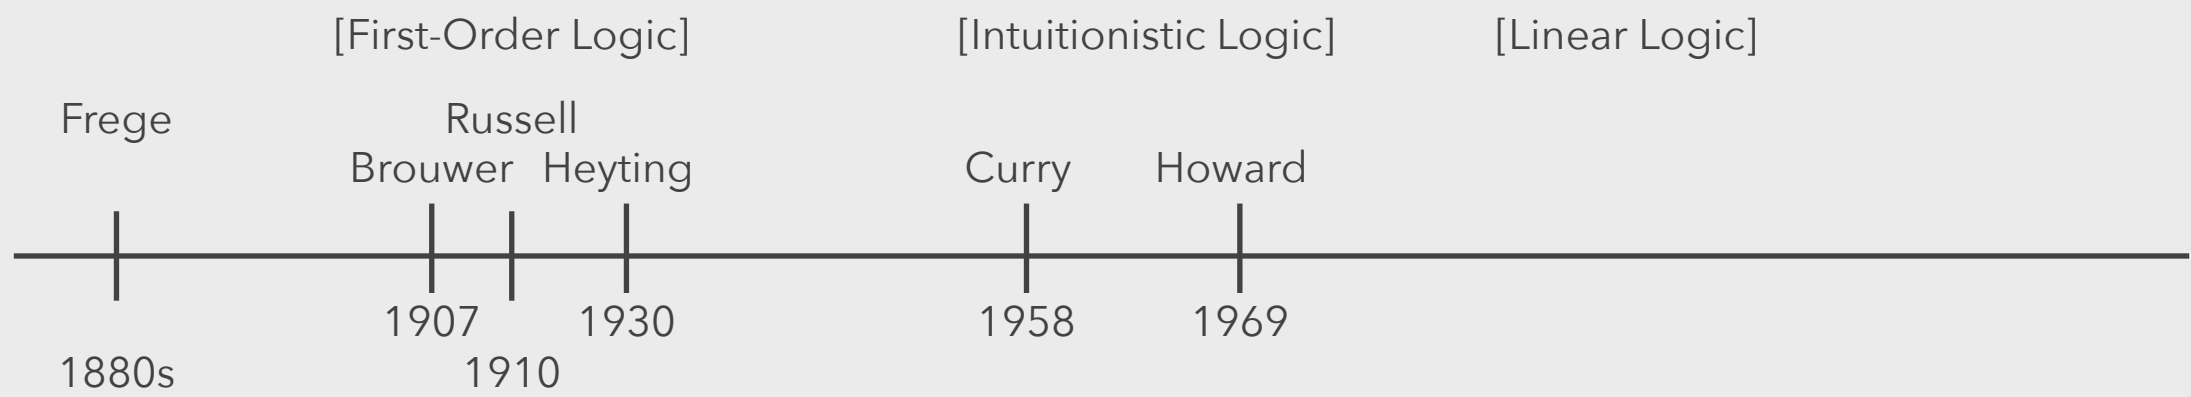 [First-Order Logic] [Intuitionistic Logic] [Linear Logic]
Frege Russell
Brouwer Heyting Curry Howard
1907 1930 1958 1969
1880s 1910